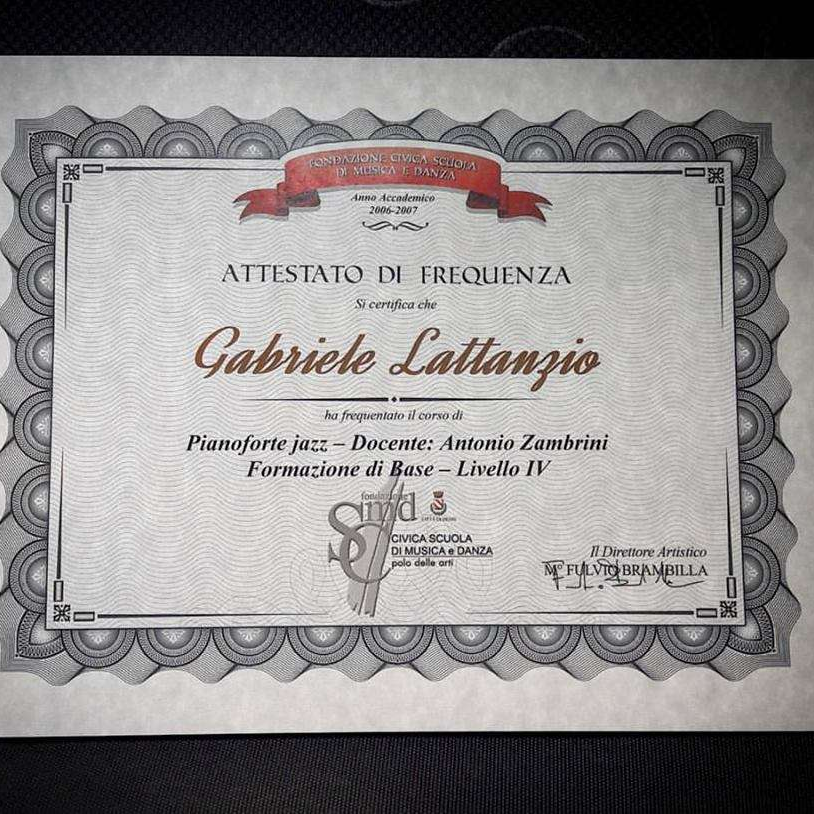 FONDAZIONE CIVICA SCUOLA
DI MUSICA E DANZA
Anno Accademico
2006-2007
ATTESTATO DI FREQUENZA
Si certifica che
Gabriele Lattanzio
ha frequentato il corso di
Pianoforte jazz – Docente: Antonio Zambrini
Formazione di Base – Livello IV
fondazione
Scmd
CIVICA SCUOLA
DI MUSICA e DANZA
polo delle arti
Il Direttore Artistico
M° FULVIO BRAMBILLA